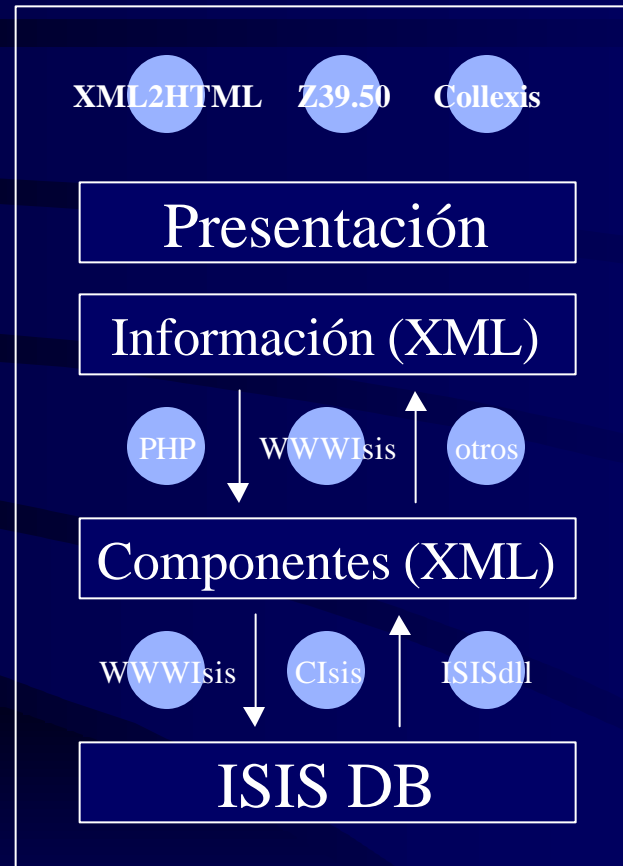 XML2HTML Z39.50 Collexis
Presentación
Información (XML)
PHP WWWIsis otros
Componentes (XML)
WWWIsis CIsis ISISdll
ISIS DB